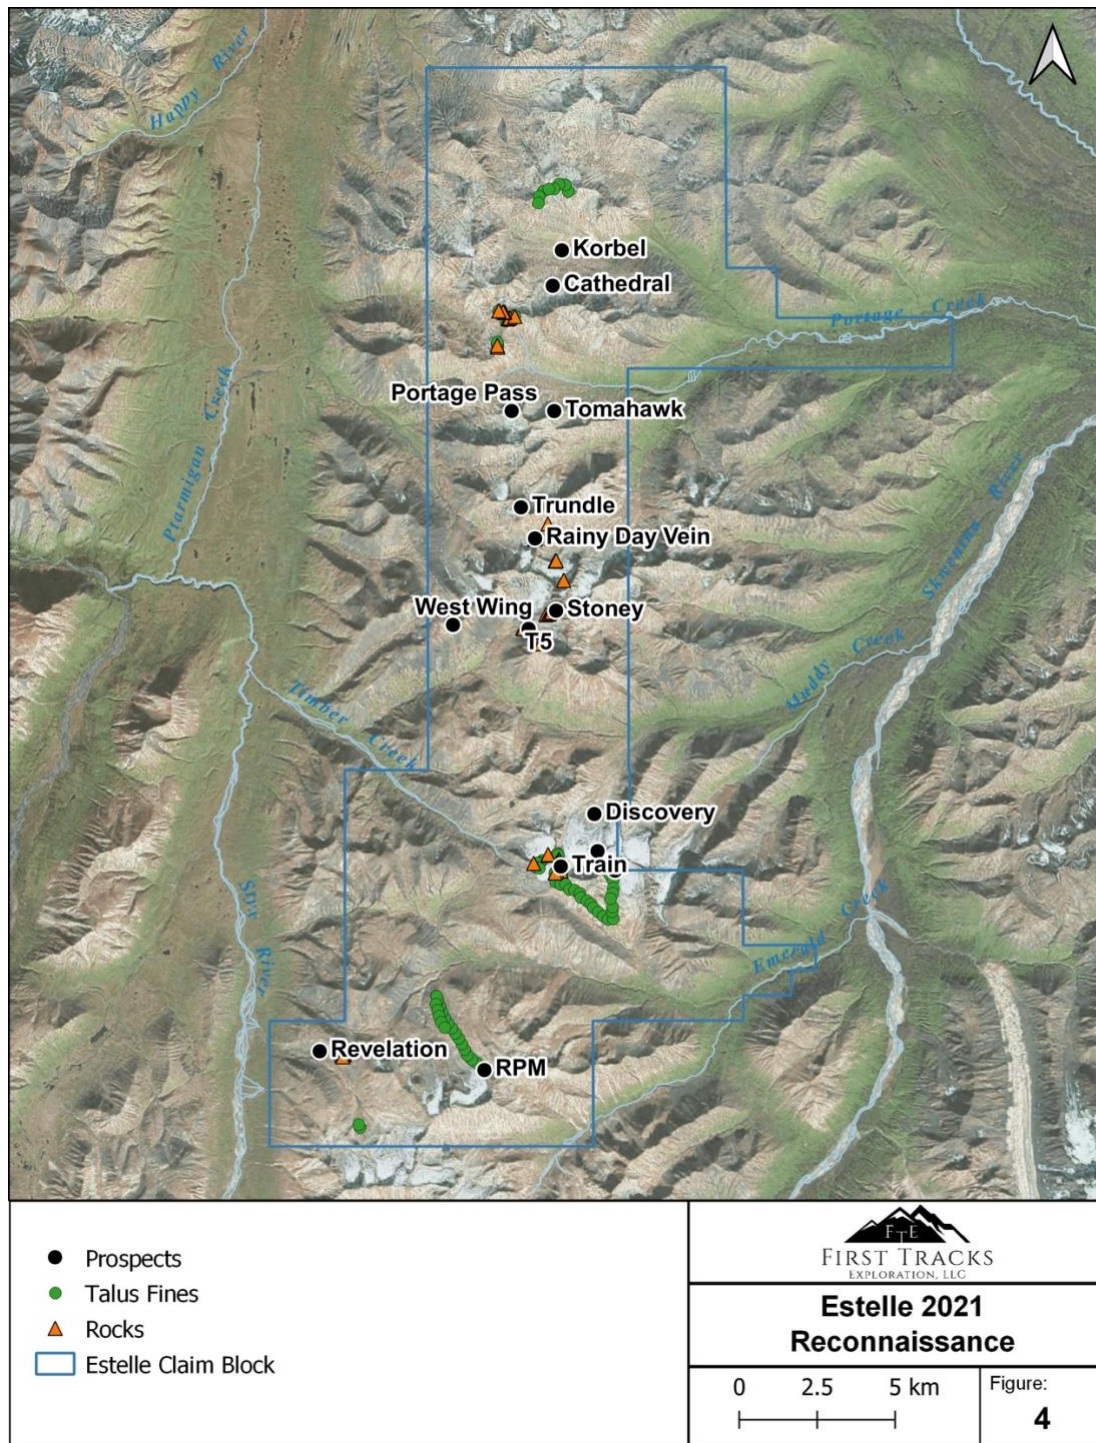 Happy River
Korbel
Cathedral
Portage Creek
Ptarmigan Creek
Portage Pass
Tomahawk
Trundle
Rainy Day Vein
Skwentna River
West Wing
Stoney
T5
Muddy Creek
Timber Creek
Discovery
Train
Styx River
Emerald Creek
Revelation
RPM
Prospects
Talus Fines
Rocks
Estelle Claim Block
FTE
FIRST TRACKS
EXPLORATION, LLC
Estelle 2021
Reconnaissance
0 2.5 5 km
Figure:
4